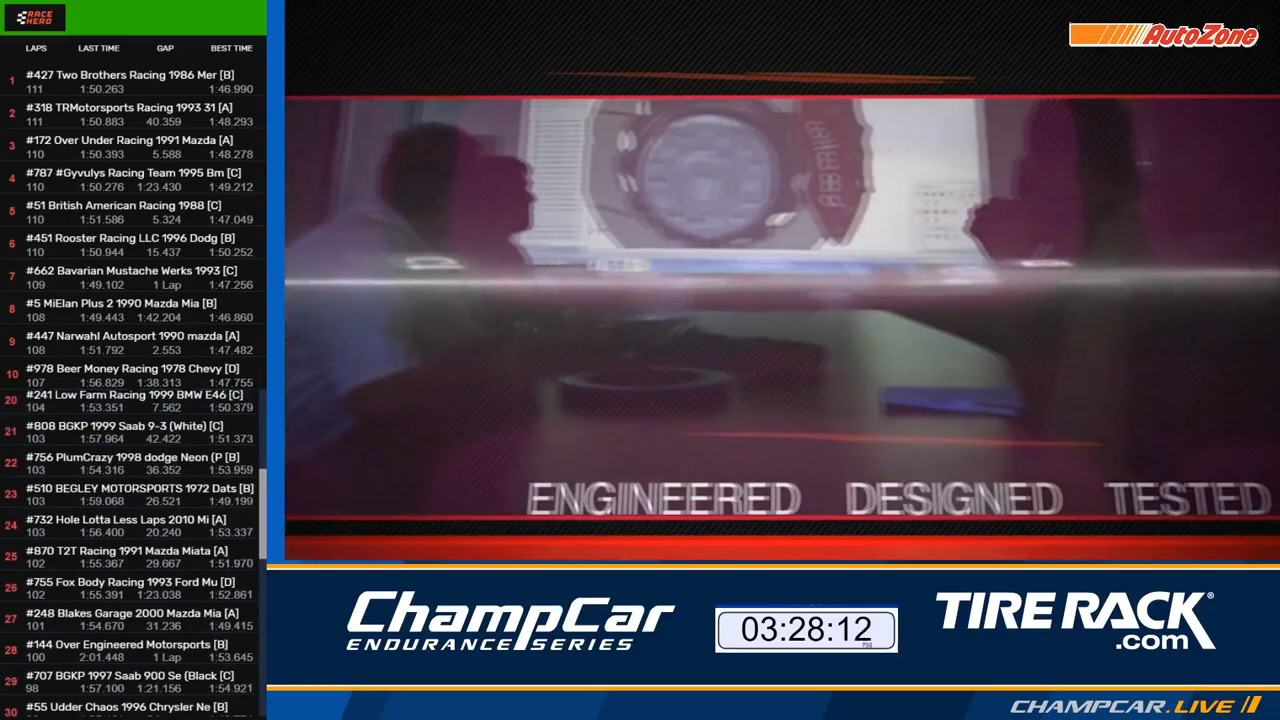 RACE HERO
LAPS LAST TIME GAP BEST TIME
1 #427 Two Brothers Racing 1986 Mer [B]
111 1:50.263 1:46.990
2 #318 TRMotorsports Racing 1993 31 [A]
111 1:50.883 40.359 1:48.293
3 #172 Over Under Racing 1991 Mazda [A]
110 1:50.393 5.588 1:48.278
4 #787 #Gyvulys Racing Team 1995 Bm [C]
110 1:50.276 1:23.430 1:49.212
5 #51 British American Racing 1988 [C]
110 1:51.586 5.324 1:47.049
6 #451 Rooster Racing LLC 1996 Dodg [B]
110 1:50.944 15.437 1:50.252
7 #662 Bavarian Mustache Werks 1993 [C]
109 1:49.102 1 Lap 1:47.256
8 #5 MiElan Plus 2 1990 Mazda Mia [B]
108 1:49.443 1:42.204 1:46.860
9 #447 Narwahl Autosport 1990 mazda [A]
108 1:51.792 2.553 1:47.482
10 #978 Beer Money Racing 1978 Chevy [D]
107 1:56.829 1:38.313 1:47.755
20 #241 Low Farm Racing 1999 BMW E46 [C]
104 1:53.351 7.562 1:50.379
21 #808 BGKP 1999 Saab 9-3 (White) [C]
103 1:57.964 42.422 1:51.373
22 #756 PlumCrazy 1998 dodge Neon (P [B]
103 1:54.316 36.352 1:53.959
23 #510 BEGLEY MOTORSPORTS 1972 Dats [B]
103 1:59.068 26.521 1:49.199
24 #732 Hole Lotta Less Laps 2010 Mi [A]
103 1:56.400 20.240 1:53.337
25 #870 T2T Racing 1991 Mazda Miata [A]
102 1:55.367 29.667 1:51.970
26 #755 Fox Body Racing 1993 Ford Mu [D]
102 1:55.391 1:23.038 1:52.861
27 #248 Blakes Garage 2000 Mazda Mia [A]
101 1:54.670 31.236 1:49.415
28 #144 Over Engineered Motorsports [B]
100 2:01.448 1 Lap 1:53.645
29 #707 BGKP 1997 Saab 900 Se (Black [C]
98 1:57.100 1:21.156 1:54.921
30 #55 Udder Chaos 1996 Chrysler Ne [B]
AutoZone
ENGINEERED DESIGNED TESTED
ChampCar
ENDURANCE SERIES
03:28:12
TIRE RACK®
.com
CHAMPCAR.LIVE